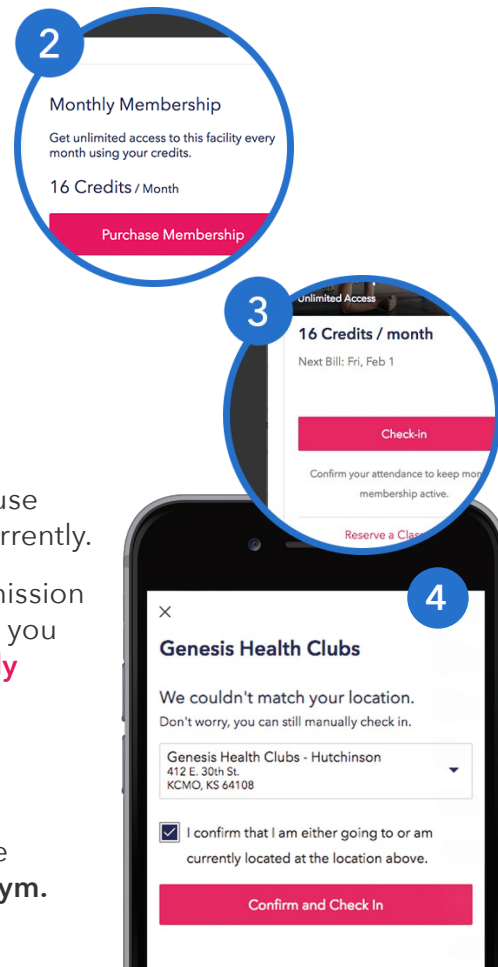 2
Monthly Membership
Get unlimited access to this facility every
month using your credits.
16 Credits / Month
Purchase Membership
3
Unlimited Access
16 Credits / month
Next Bill: Fri, Feb 1
Check-in
Confirm your attendance to keep
membership active.
Reserve a
use
rrently.
nission
you
ly
e
ym.
4
Genesis Health Clubs
We couldn't match your location.
Don't worry, you can still manually check in.
Genesis Health Clubs - Hutchinson
412 E. 30th St.
KCMO, KS 64108
I confirm that I am either going to or am
currently located at the location above.
Confirm and Check In